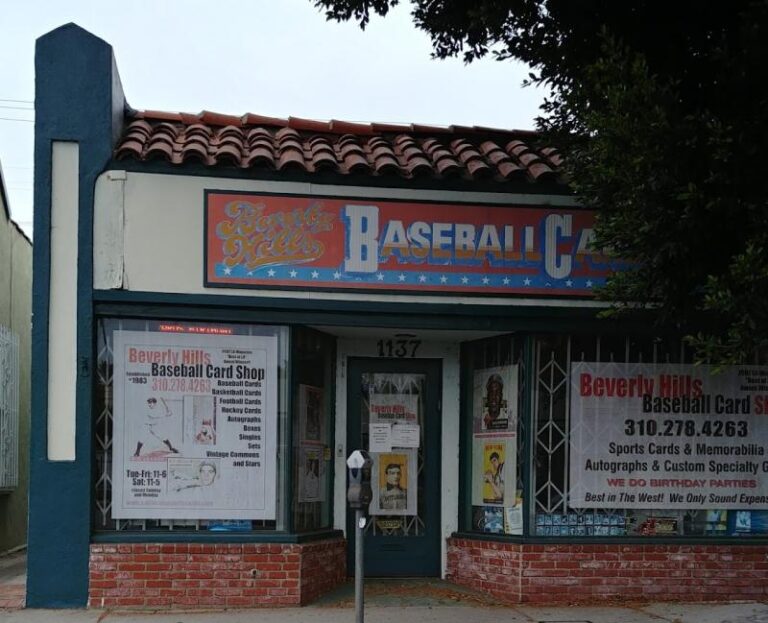 Beverly
Hills
BASEBALL
1137
Beverly Hills
Baseball Card Shop
Established
in 1983
310.278.4263
Baseball Cards
Basketball Cards
Football Cards
Hockey Cards
Autographs
Boxes
Singles
Sets
Vintage Commons
and Stars
Tue-Fri: 11-6
Sat: 11-5
Beverly Hills
Baseball Card
310.278.4263
Sports Cards & Memorabilia
Autographs & Custom Specialty
WE DO BIRTHDAY PARTIES
Best in The West! We Only Sound Expens